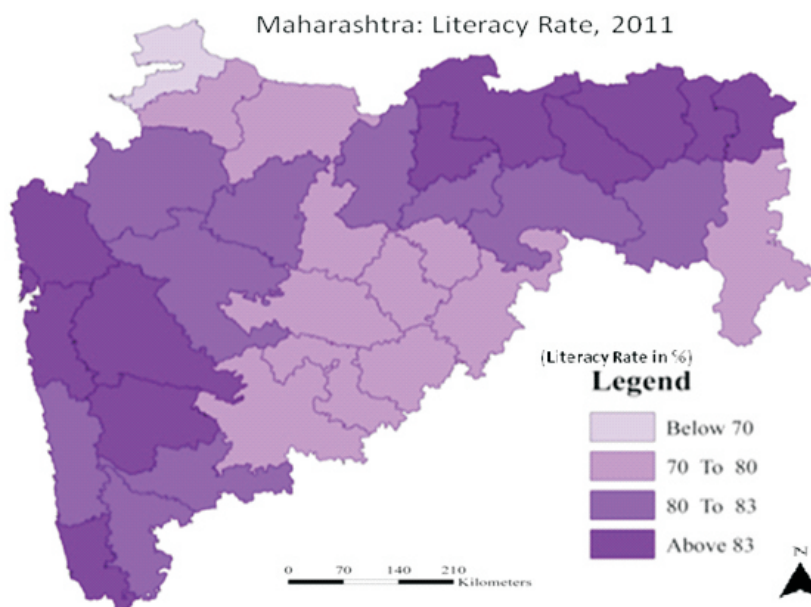 Maharashtra: Literacy Rate, 2011
(Literacy Rate in %)
Legend
Below 70
70 To 80
80 To 83
Above 83
0 70 140 210
Kilometers
N